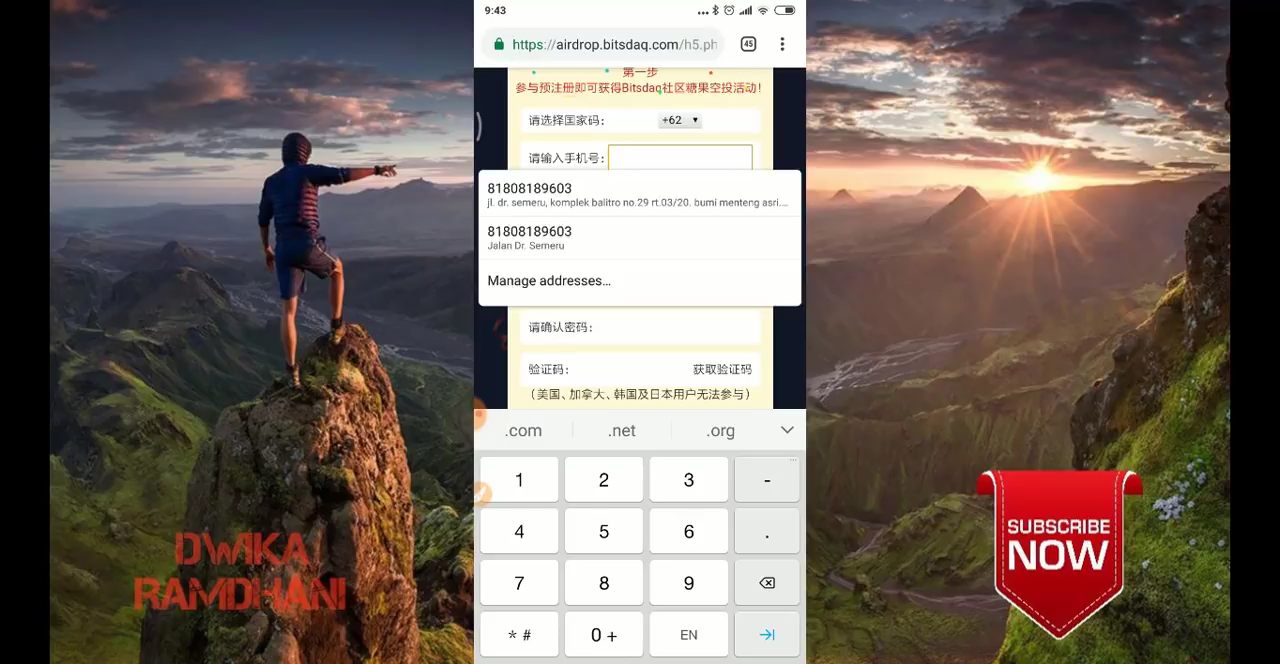 9:43
https://airdrop.bitsdaq.com/h5.ph
45
第一步
参与预注册即可获得Bitsdaq社区糖果空投活动!
请选择国家码: +62
请输入手机号:
81808189603
jl. dr. semeru, komplek balitro no.29 rt.03/20. bumi menteng asri....
81808189603
Jalan Dr. Semeru
Manage addresses...
请确认密码:
验证码: 获取验证码
(美国、加拿大、韩国及日本用户无法参与)
.com .net .org
1 2 3 -
4 5 6 .
7 8 9
* # 0 + EN
DWIKA
RAMDHANI
SUBSCRIBE
NOW